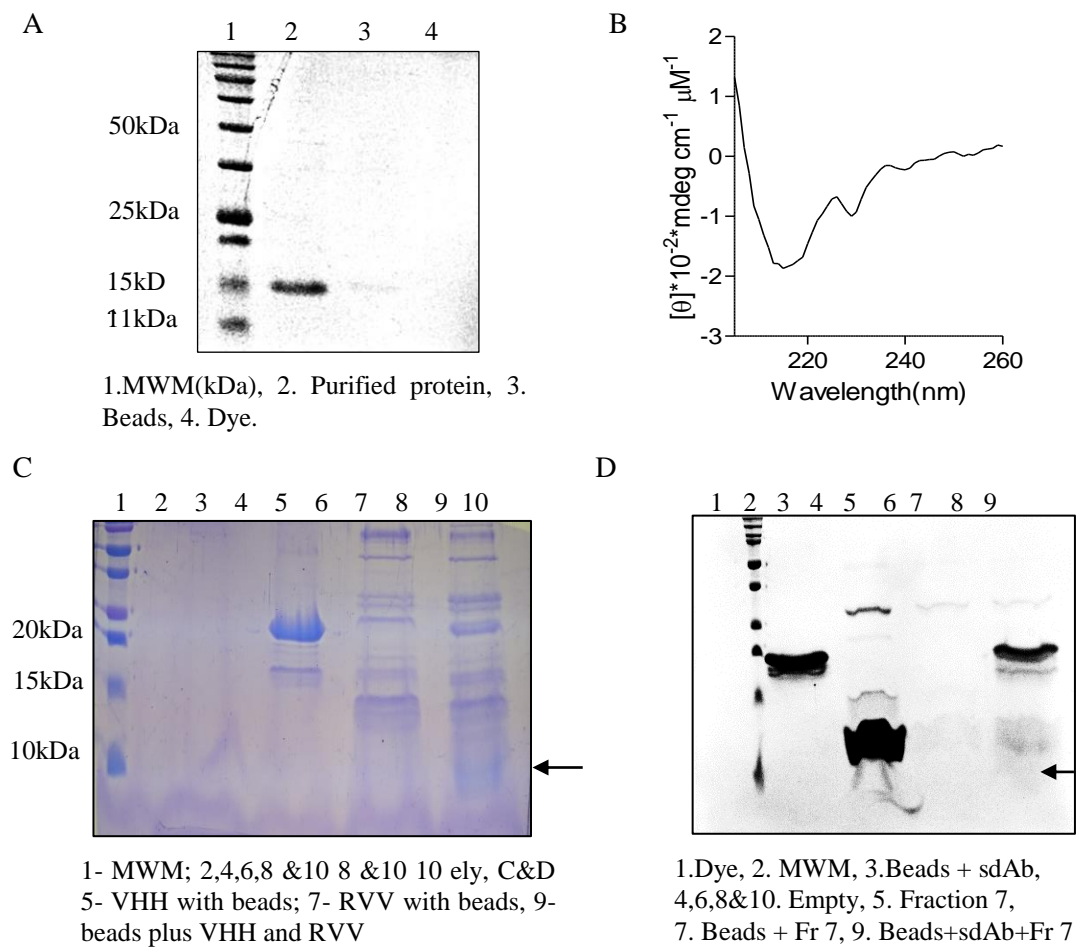 A
1 2 3 4
50kDa
25kDa
15kD
11kDa
1.MWM(kDa), 2. Purified protein, 3.
Beads, 4. Dye.
B
2
1
0
-1
-2
-3
[θ]*10-2*mdeg cm-1 µM-1
220 240 260
Wavelength(nm)
C
1 2 3 4 5 6 7 8 9 10
20kDa
15kDa
10kDa
1- MWM; 2,4,6,8 &10 8 &10 10 ely, C&D
5- VHH with beads; 7- RVV with beads, 9-
beads plus VHH and RVV
D
1 2 3 4 5 6 7 8 9
1.Dye, 2. MWM, 3.Beads + sdAb,
4,6,8&10. Empty, 5. Fraction 7,
7. Beads + Fr 7, 9. Beads+sdAb+Fr 7